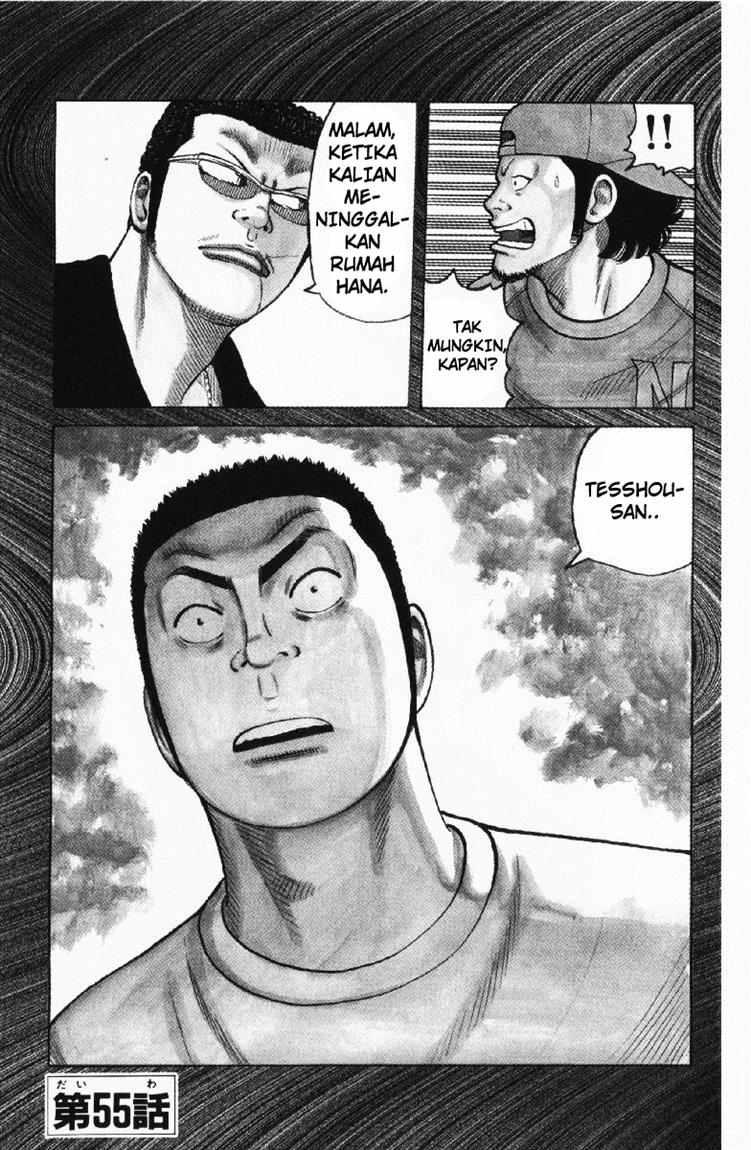 !!
TAK
MUNGKIN,
KAPAN?
MALAM,
KETIKA
KALIAN
ME-
NINGGAL-
KAN
RUMAH
HANA.
TESSHOU-
SAN..
だい わ
第55話